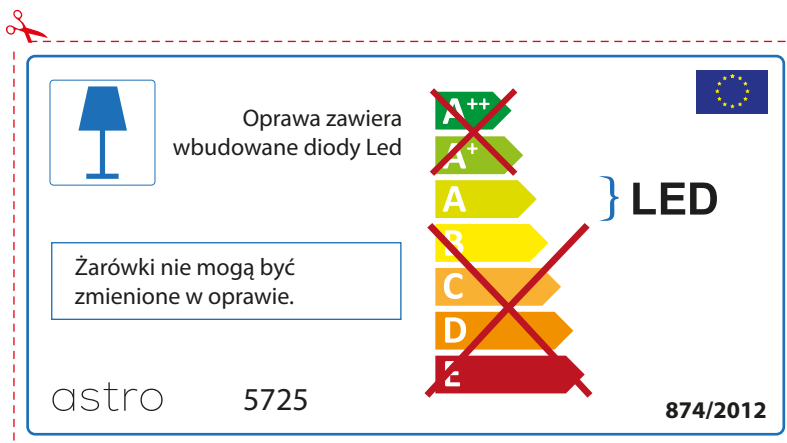 Oprawa zawiera
wbudowane diody Led
A++
A+
A
B
C
D
E
LED
Żarówki nie mogą być
zmienione w oprawie.
astro
5725
874/2012